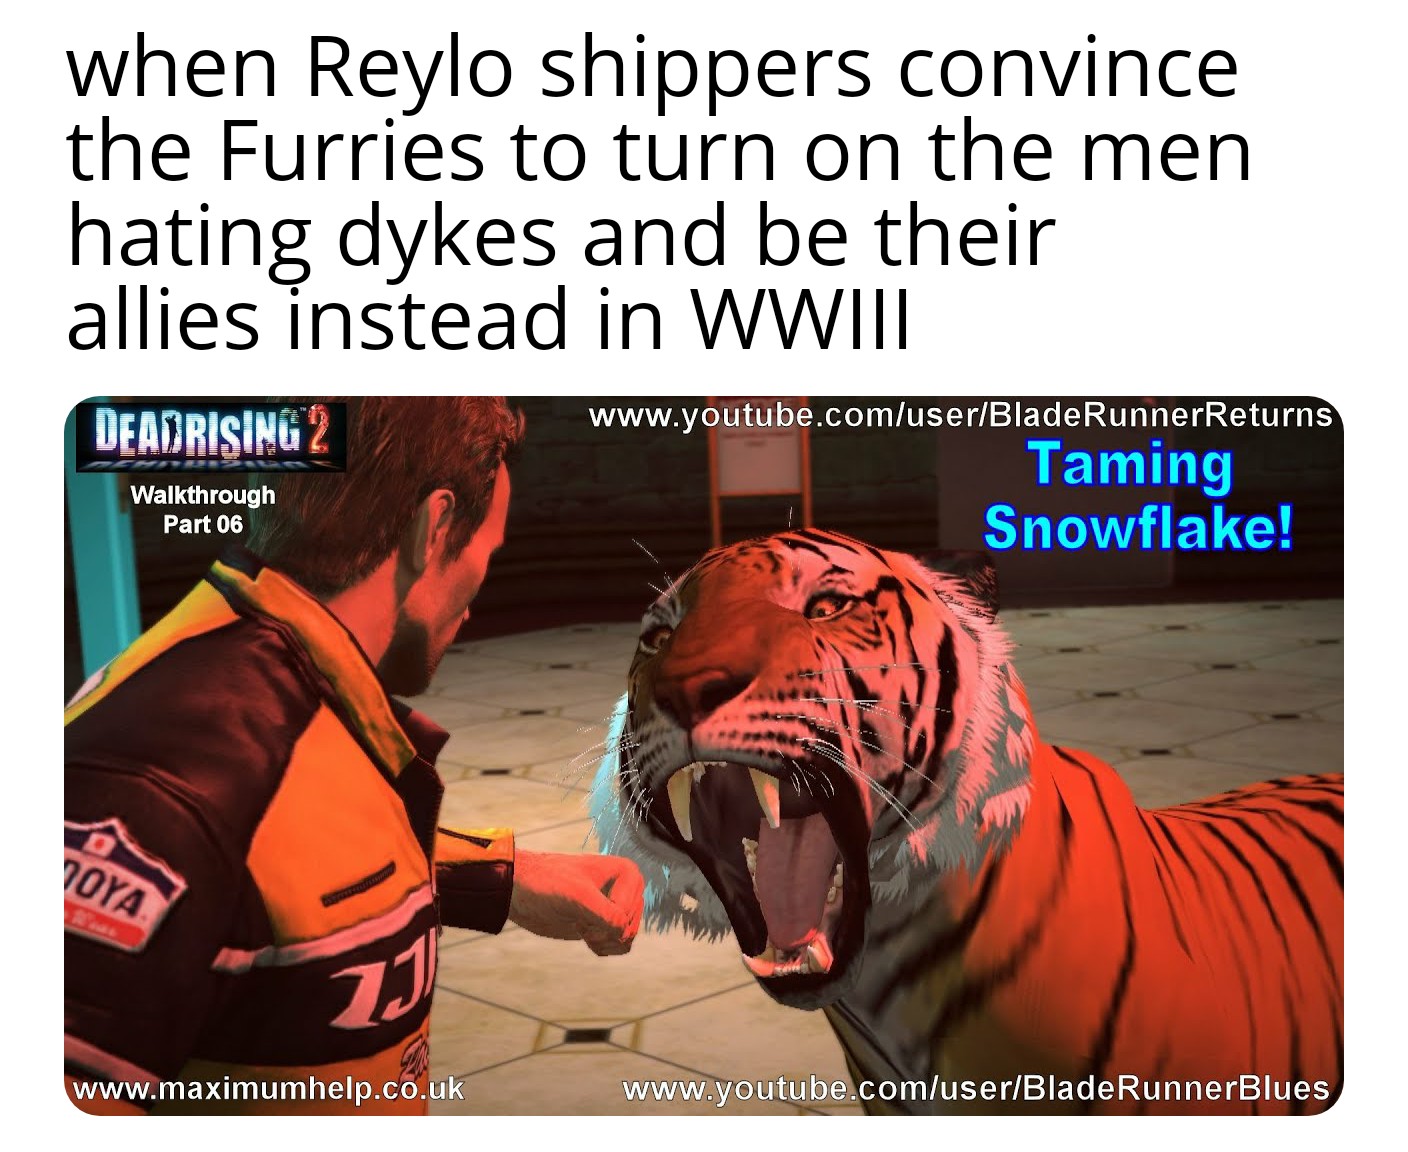 when Reylo shippers convince
the Furries to turn on the men
hating dykes and be their
allies instead in WWIII
DEADRISING 2
www.youtube.com/user/BladeRunnerReturns
Taming
Snowflake!
Walkthrough
Part 06
OOYA
IJI
www.maximumhelp.co.uk
www.youtube.com/user/BladeRunnerBlues